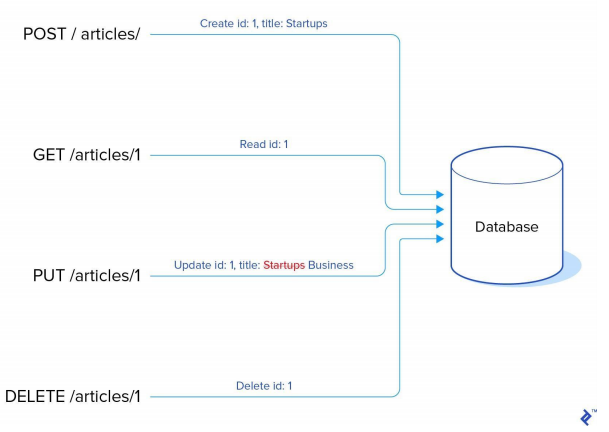 Create id: 1, title: Startups
POST / articles/
Read id: 1
GET /articles/1
Database
Update id: 1, title: Startups Business
PUT /articles/1
Delete id: 1
DELETE /articles/1
TM